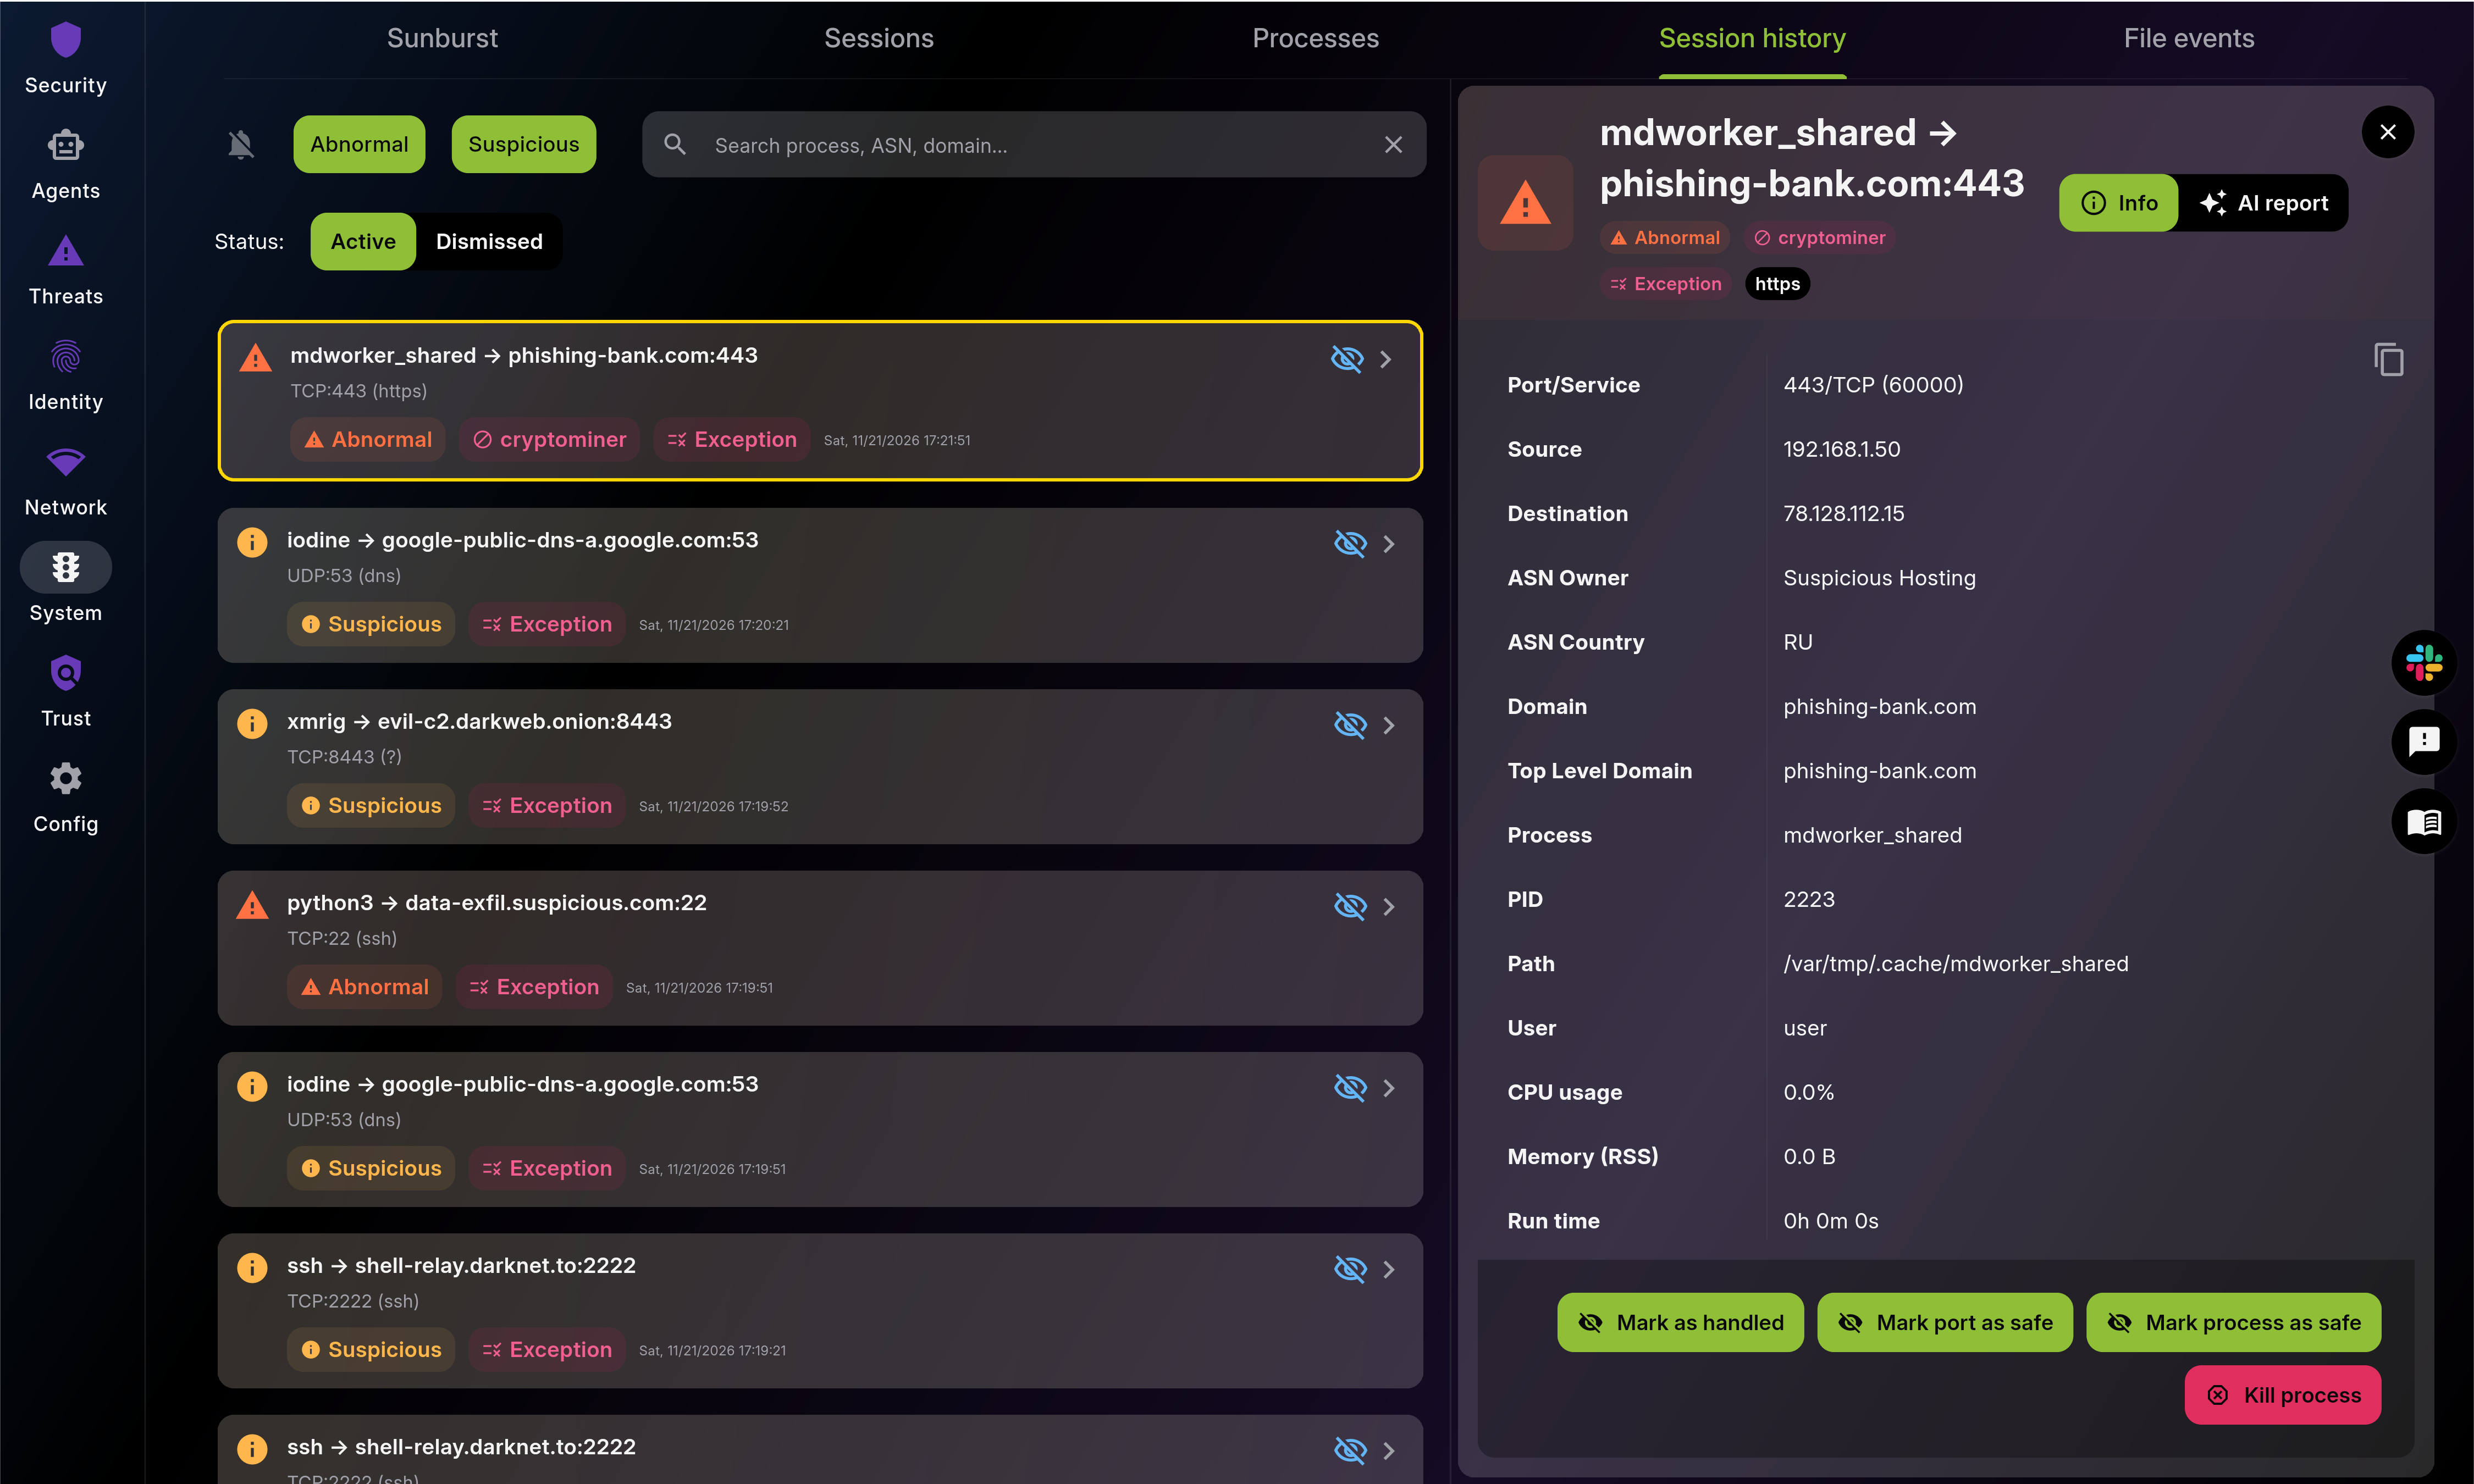 Security
Agents
Threats
Identity
Network
System
Trust
Config
Sunburst
Sessions
Processes
Session history
File events
Abnormal
Suspicious
Search process, ASN, domain...
Status:
Active
Dismissed
mdworker_shared → phishing-bank.com:443
TCP:443 (https)
Abnormal
cryptominer
Exception
Sat, 11/21/2026 17:21:51
iodine → google-public-dns-a.google.com:53
UDP:53 (dns)
Suspicious
Exception
Sat, 11/21/2026 17:20:21
xmrig → evil-c2.darkweb.onion:8443
TCP:8443 (?)
Suspicious
Exception
Sat, 11/21/2026 17:19:52
python3 → data-exfil.suspicious.com:22
TCP:22 (ssh)
Abnormal
Exception
Sat, 11/21/2026 17:19:51
iodine → google-public-dns-a.google.com:53
UDP:53 (dns)
Suspicious
Exception
Sat, 11/21/2026 17:19:51
ssh → shell-relay.darknet.to:2222
TCP:2222 (ssh)
Suspicious
Exception
Sat, 11/21/2026 17:19:21
ssh → shell-relay.darknet.to:2222
TCP:2222 (ssh)
mdworker_shared →
phishing-bank.com:443
Abnormal
cryptominer
Exception
https
Info
AI report
Port/Service 443/TCP (60000)
Source 192.168.1.50
Destination 78.128.112.15
ASN Owner Suspicious Hosting
ASN Country RU
Domain phishing-bank.com
Top Level Domain phishing-bank.com
Process mdworker_shared
PID 2223
Path /var/tmp/.cache/mdworker_shared
User user
CPU usage 0.0%
Memory (RSS) 0.0 B
Run time 0h 0m 0s
Mark as handled
Mark port as safe
Mark process as safe
Kill process